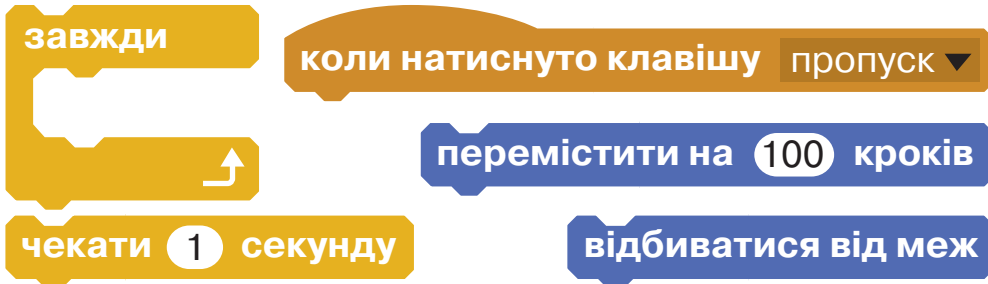 завжди
коли натиснуто клавішу пропуск
перемістити на 100 кроків
чекати 1 секунду
відбиватися від меж